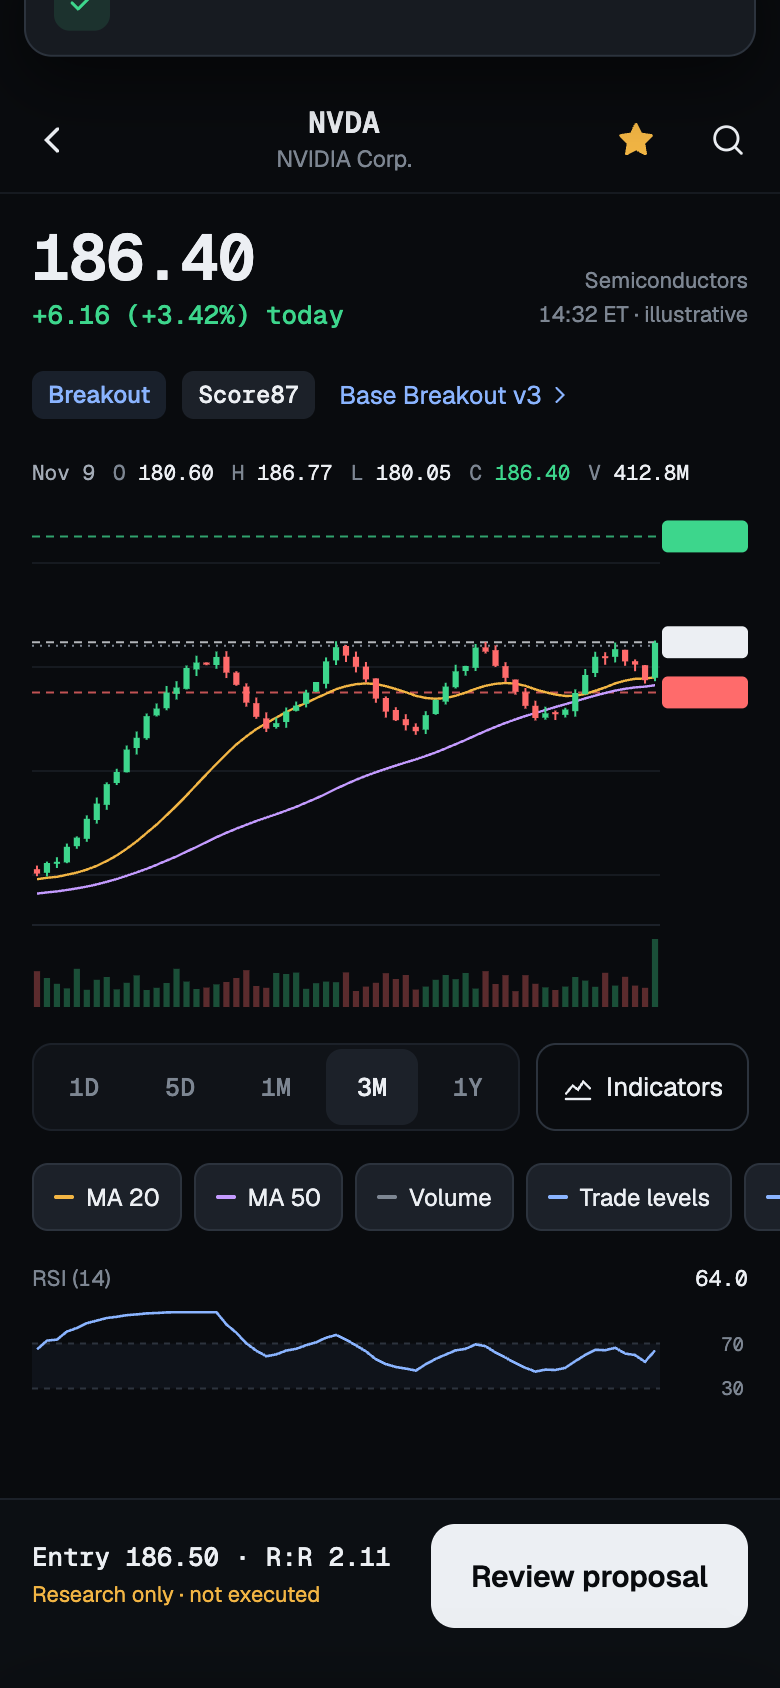 NVDA
NVIDIA Corp.
186.40
+6.16 (+3.42%) today
Semiconductors
14:32 ET · illustrative
Breakout
Score87
Base Breakout v3
Nov 9 O 180.60 H 186.77 L 180.05 C 186.40 V 412.8M
1D 5D 1M 3M 1Y
Indicators
MA 20
MA 50
Volume
Trade levels
RSI (14)
64.0
70
30
Entry 186.50 · R:R 2.11
Research only · not executed
Review proposal